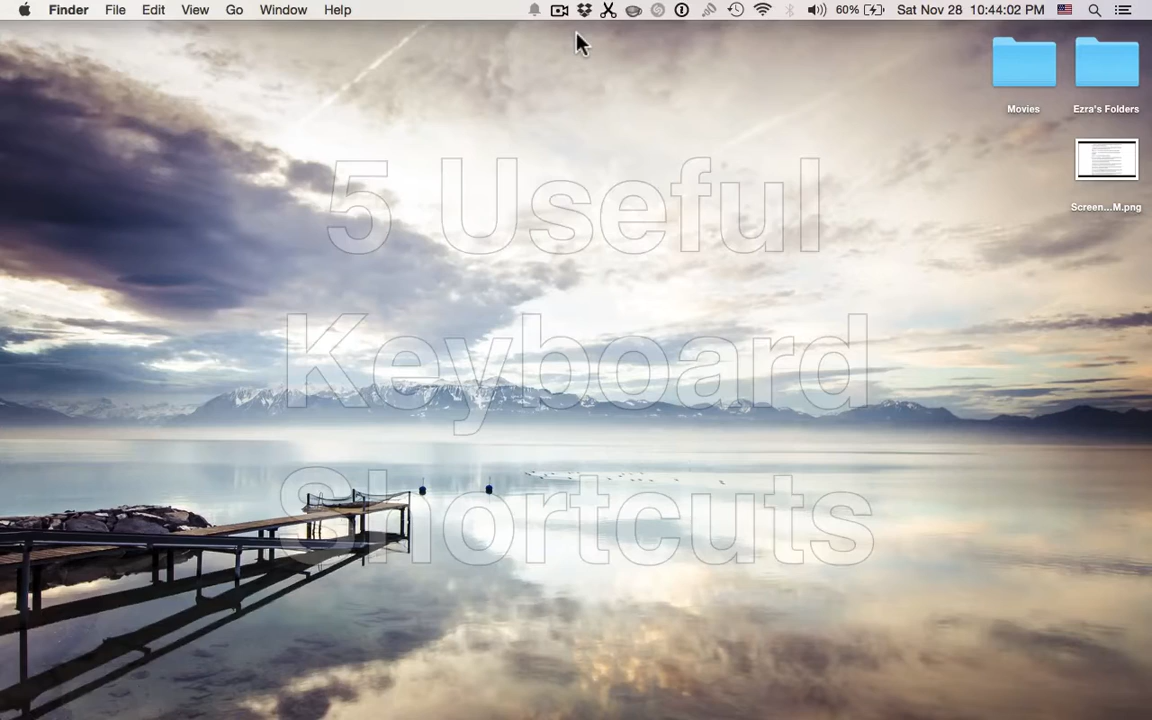 Finder File Edit View Go Window Help 60% Sat Nov 28 10:44:02 PM
Movies Ezra's Folders
Screen...M.png
5 Useful
Keyboard
Shortcuts